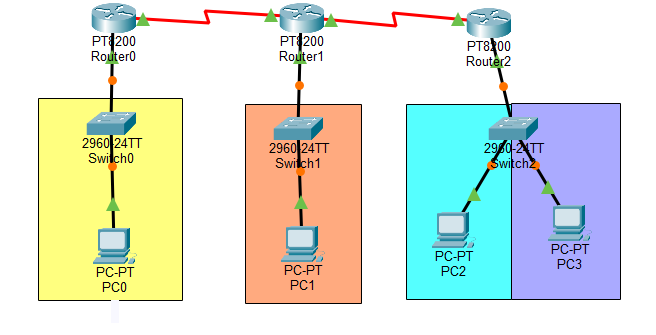 PT8200
Router0
PT8200
Router1
PT8200
Router2
2960-24TT
Switch0
2960-24TT
Switch1
2960-24TT
Switch2
PC-PT
PC0
PC-PT
PC1
PC-PT
PC2
PC-PT
PC3